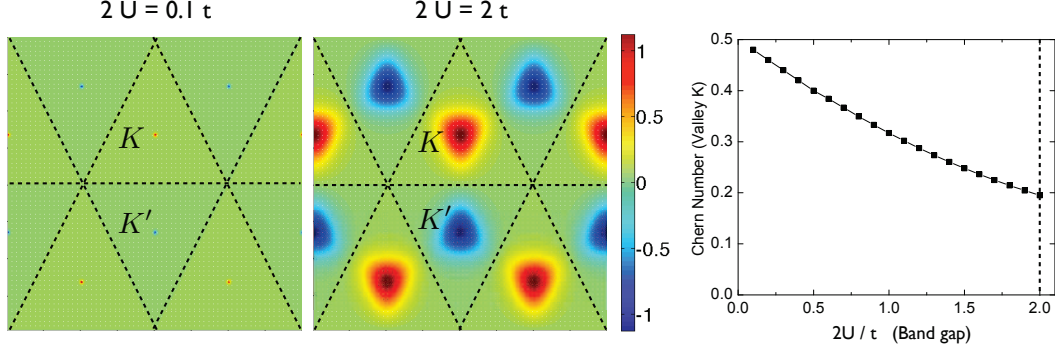 2 U = 0.1 t
2 U = 2 t
K
K′
K
K′
1
0.5
0
-0.5
-1
Chern Number (Valley K)
0.5
0.4
0.3
0.2
0.1
0.0
0.0 0.5 1.0 1.5 2.0
2U / t (Band gap)